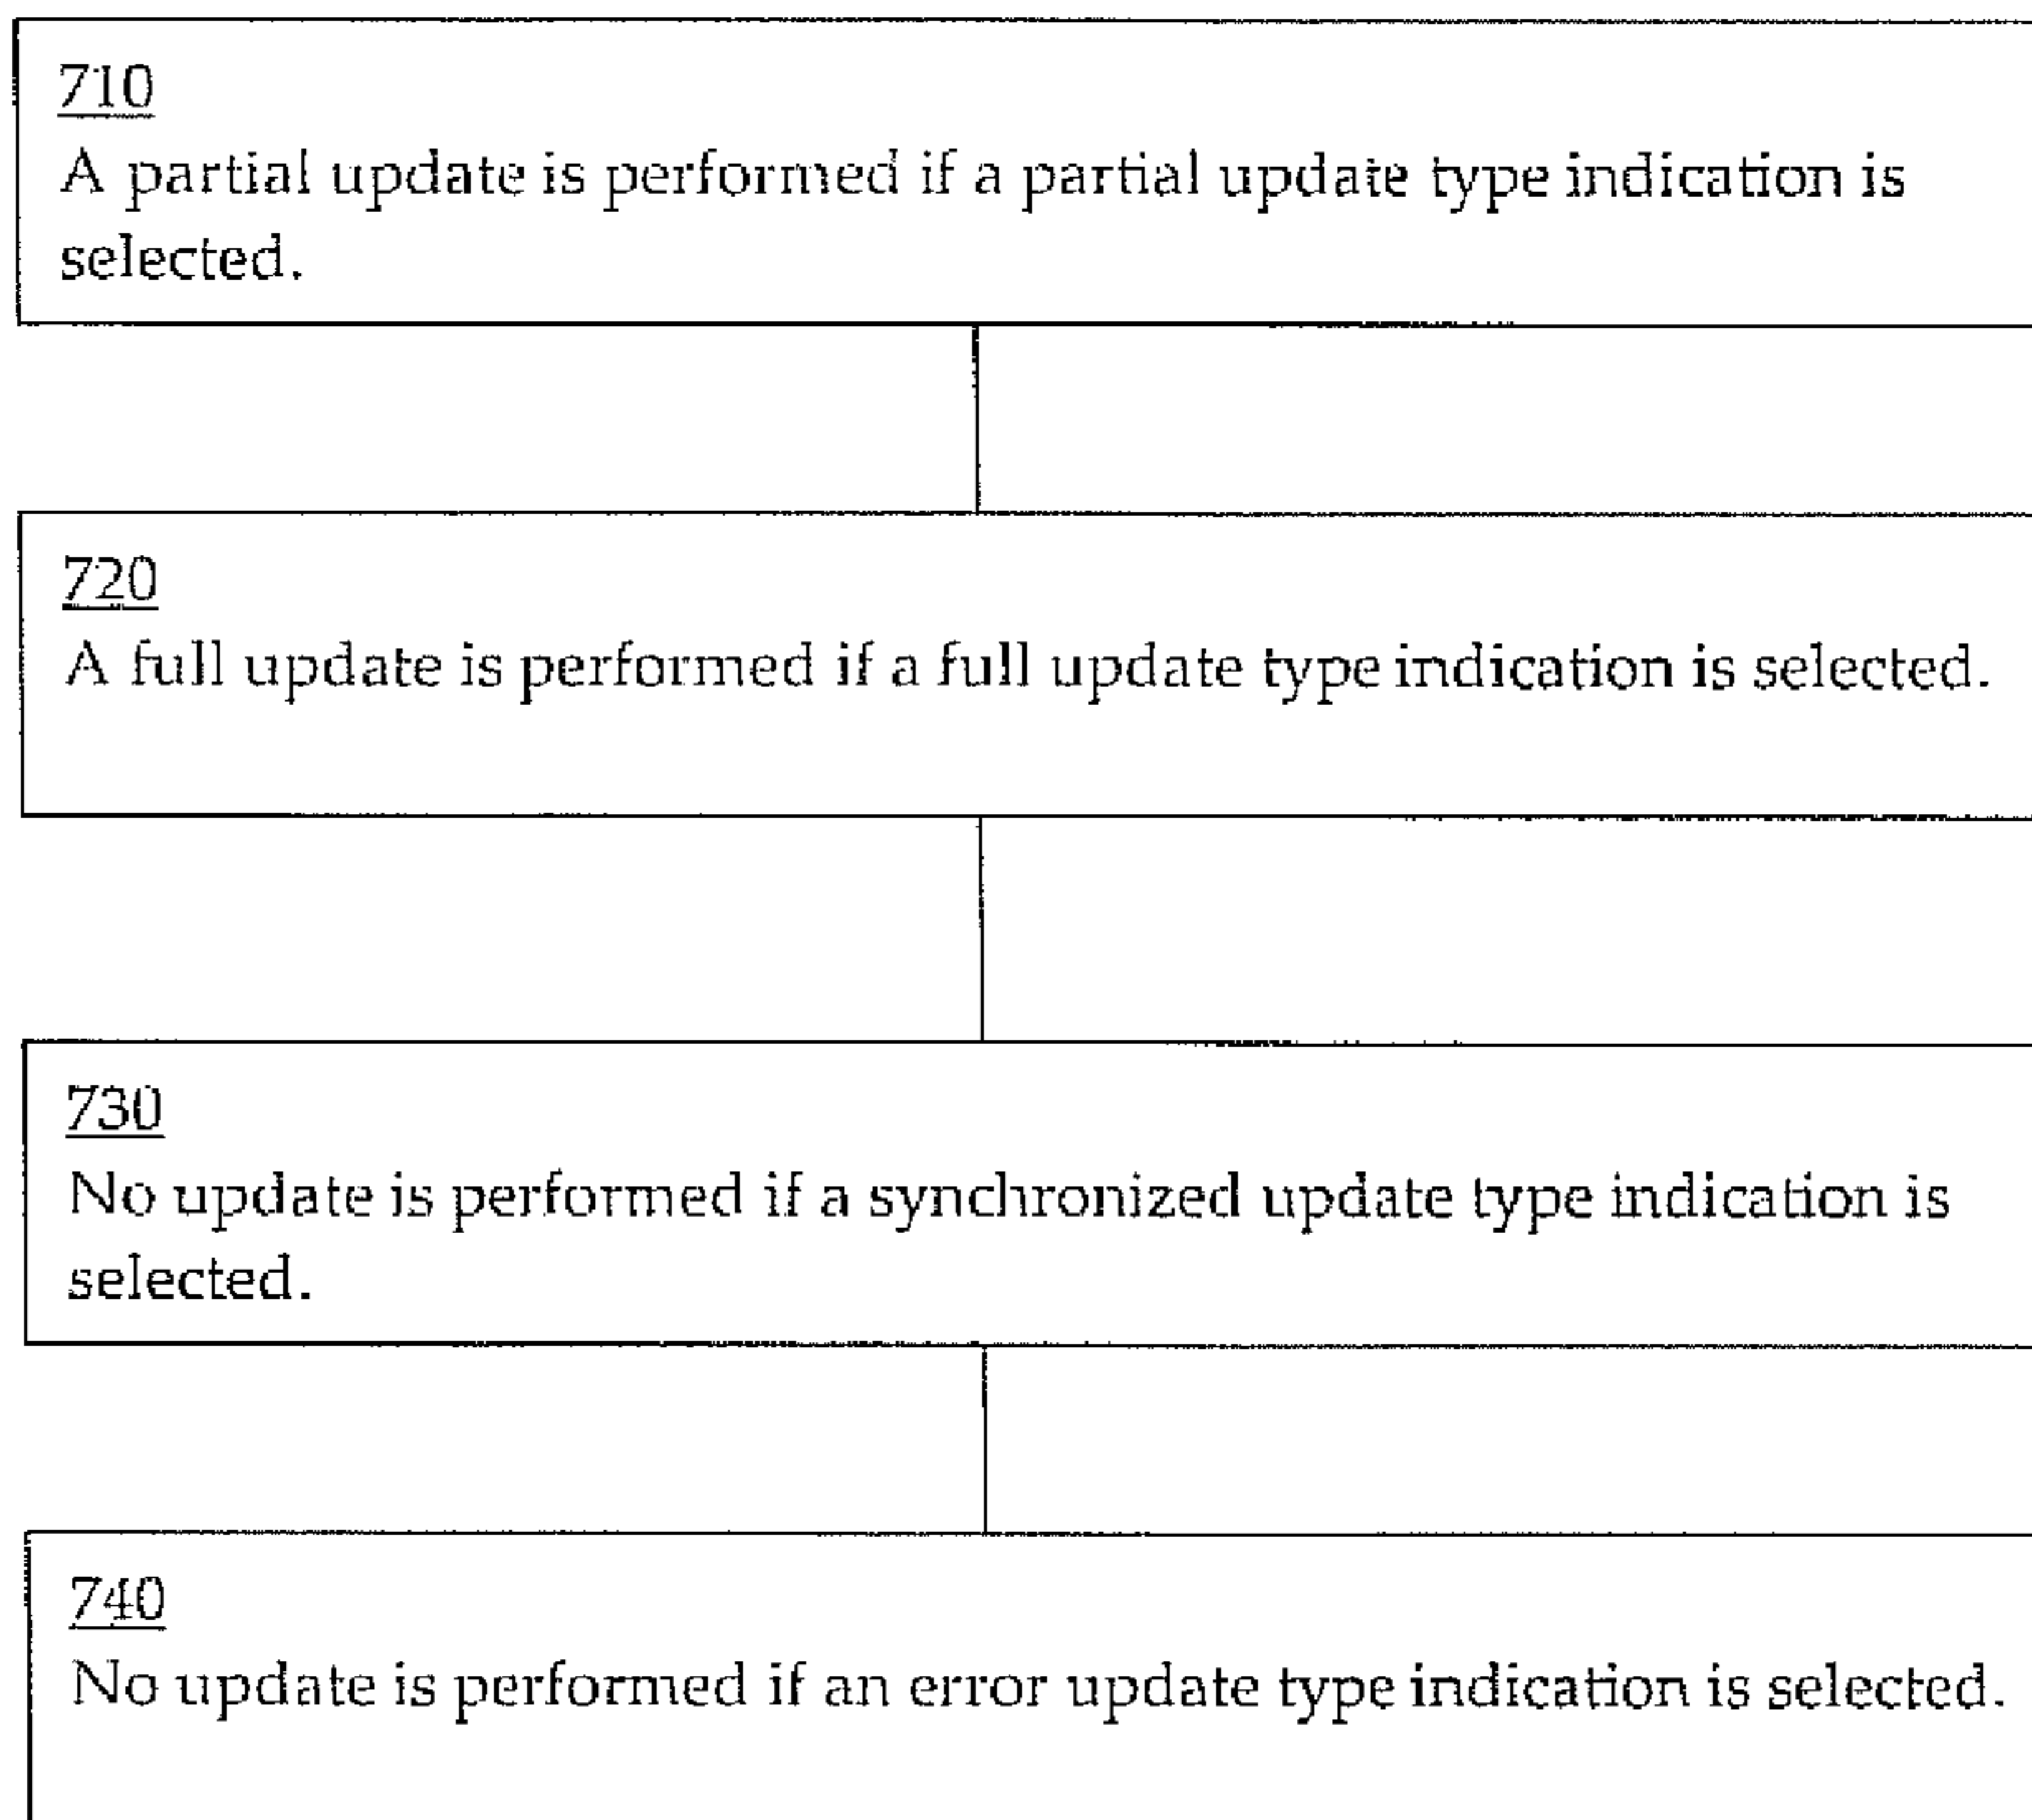 710
A partial update is performed if a partial update type indication is
selected.
720
A full update is performed if a full update type indication is selected.
730
No update is performed if a synchronized update type indication is
selected.
740
No update is performed if an error update type indication is selected.